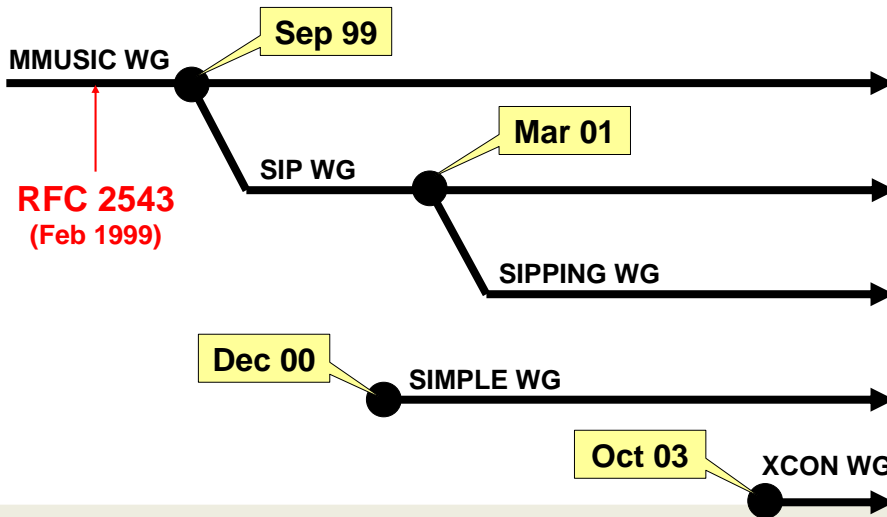 Sep 99
MMUSIC WG
Mar 01
SIP WG
RFC 2543
(Feb 1999)
SIPPING WG
Dec 00
SIMPLE WG
Oct 03
XCON WG